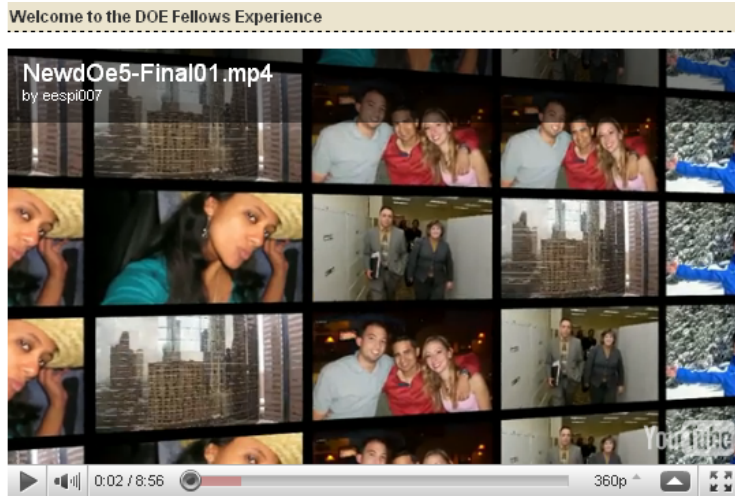 Welcome to the DOE Fellows Experience
NewdOe5-Final01.mp4
by eespi007
YouTube
0:02 / 8:56
360p